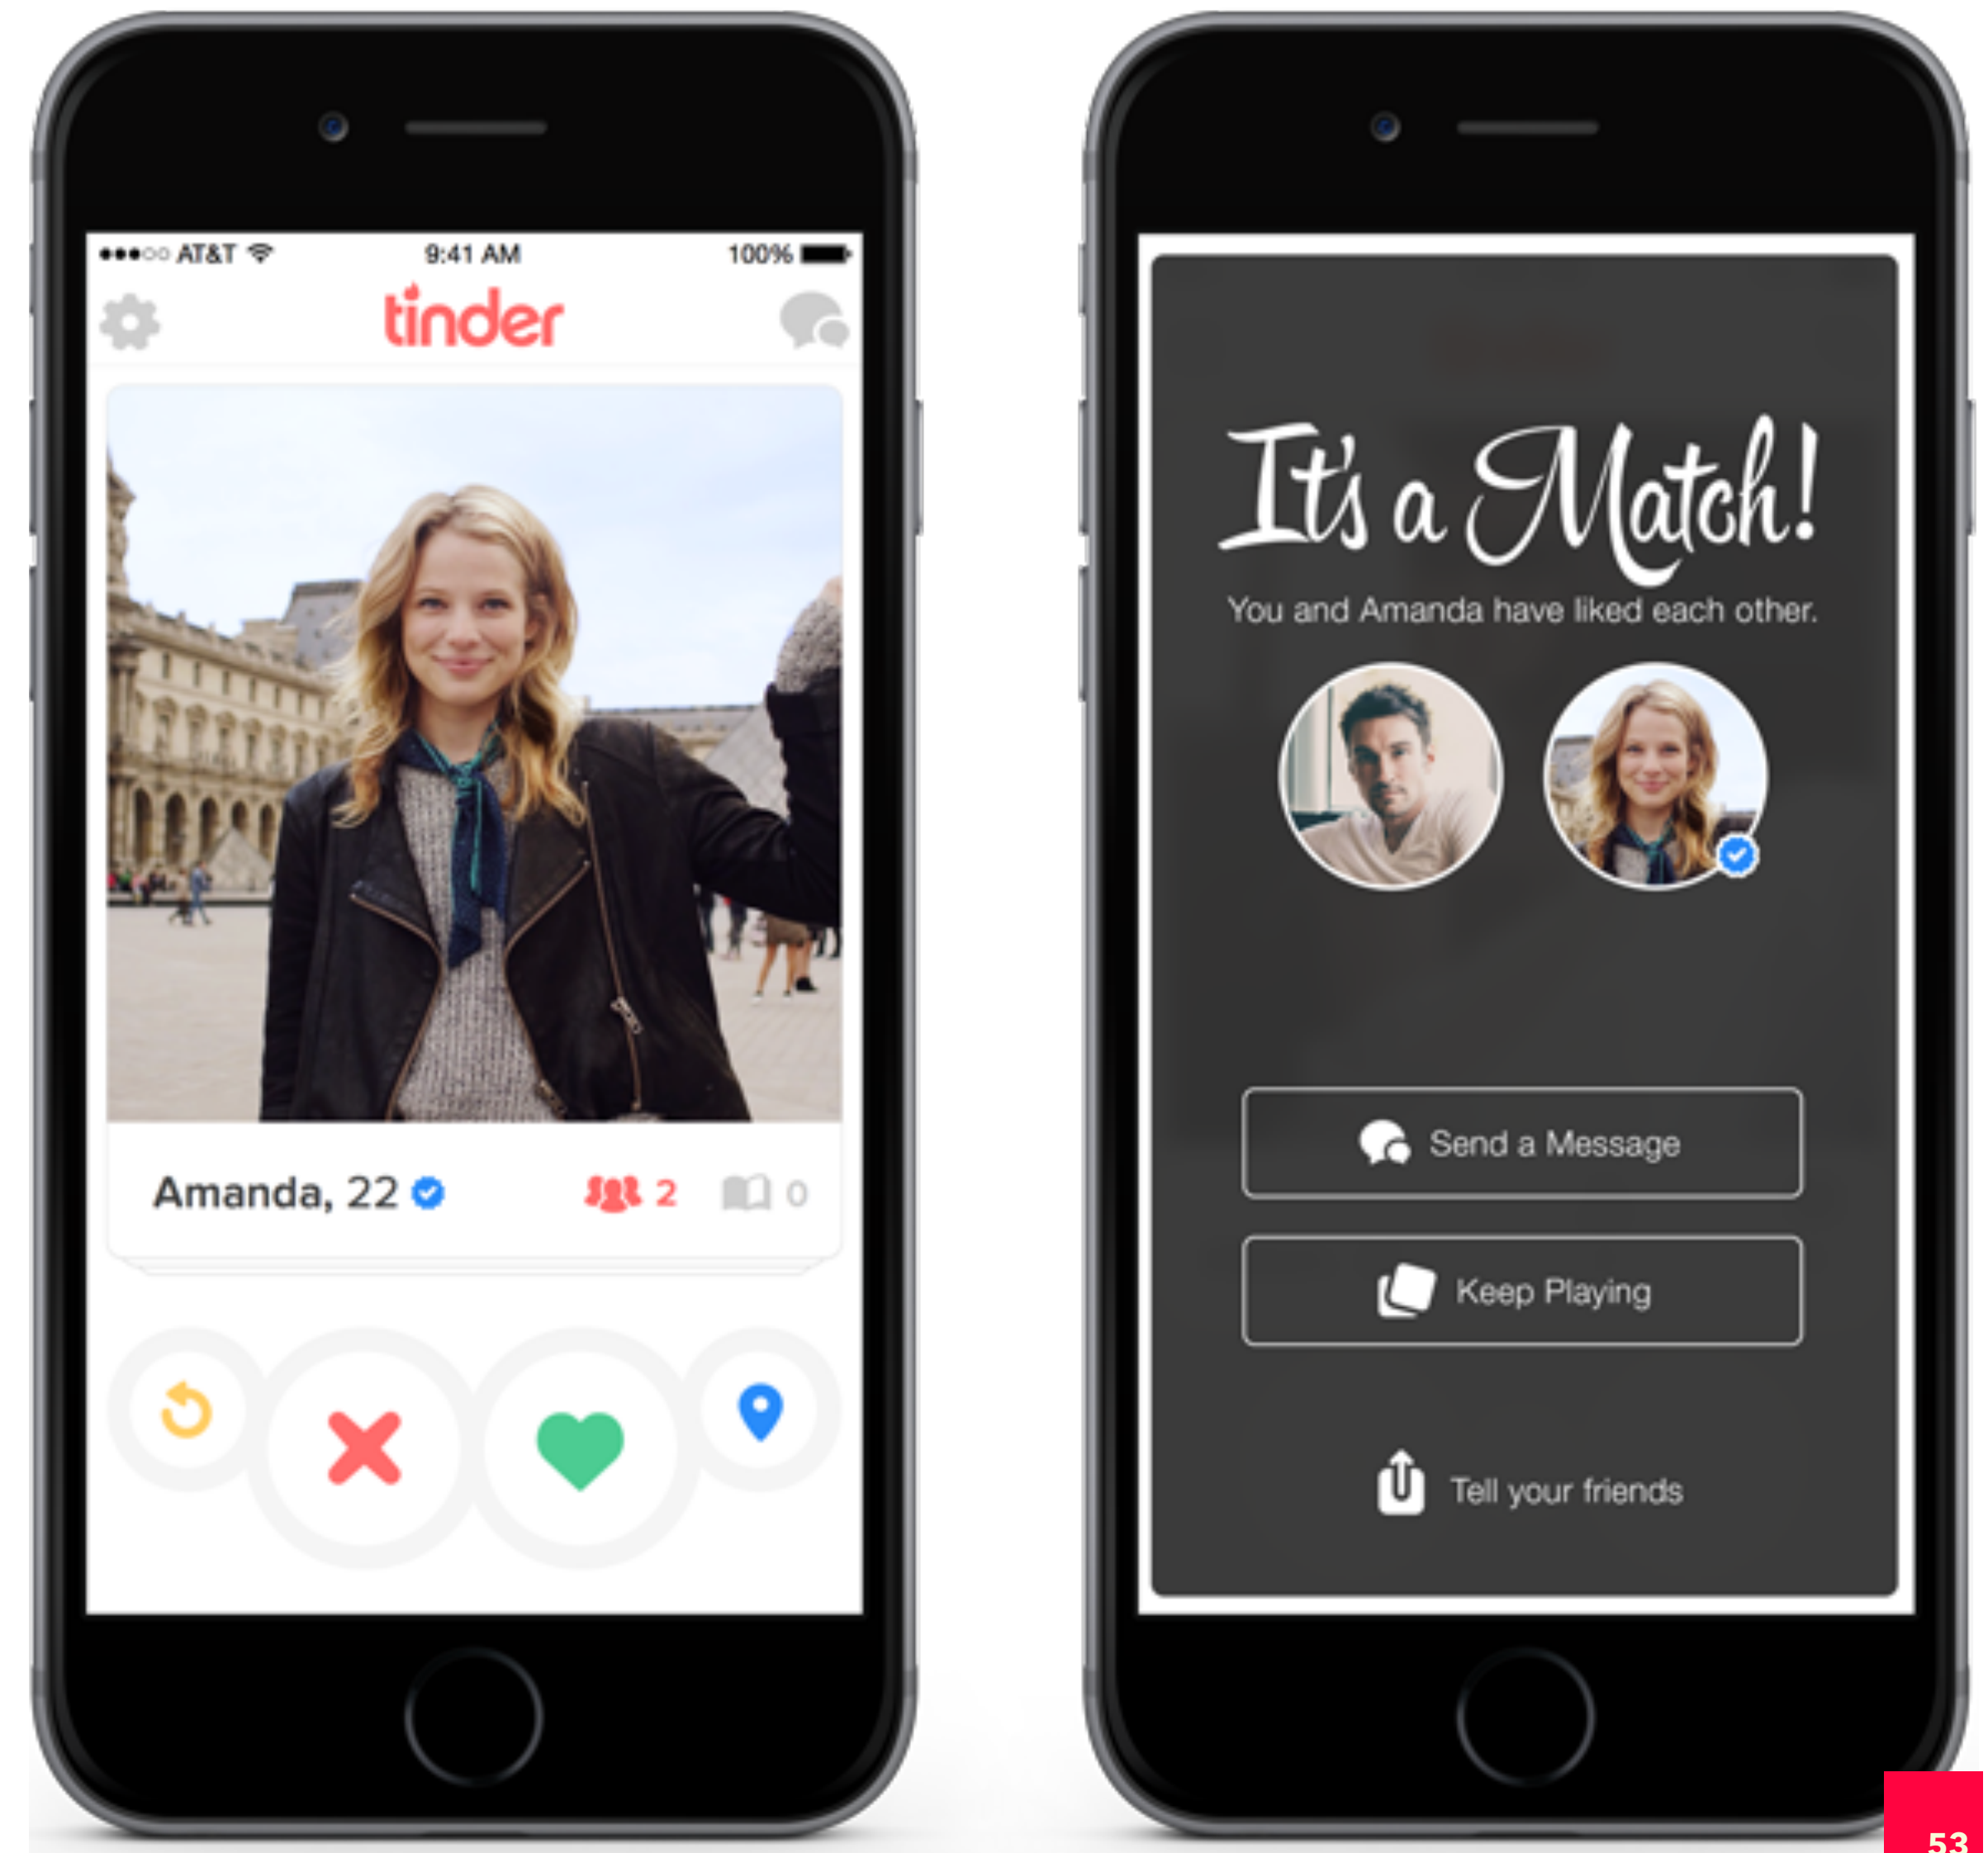 AT&T 9:41 AM 100%
tinder
Amanda, 22 2 0
It's a Match!
You and Amanda have liked each other.
Send a Message
Keep Playing
Tell your friends
53